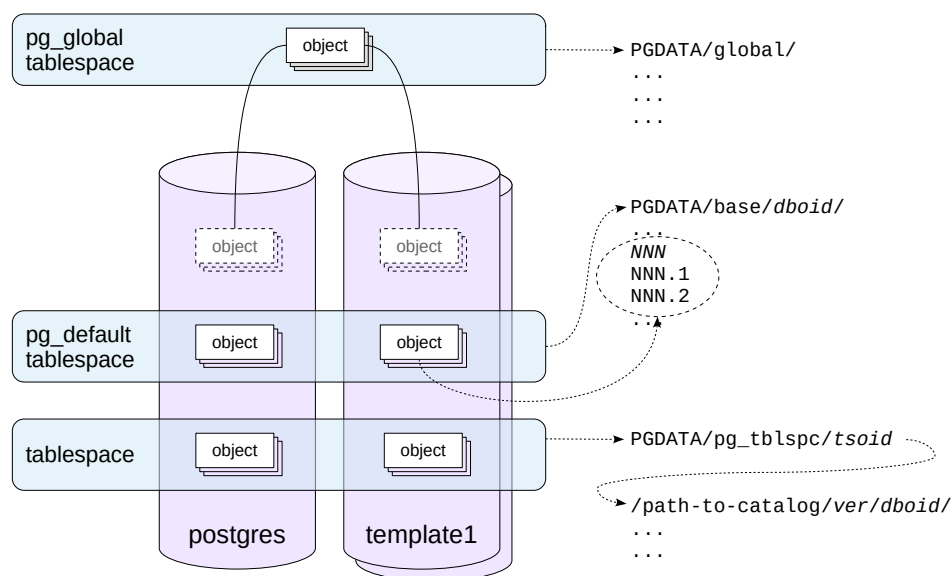 pg_global
tablespace
object
PGDATA/global/
...
...
...
object
object
PGDATA/base/dboid/
...
NNN
NNN.1
NNN.2
...
pg_default
tablespace
object
object
tablespace
object
object
PGDATA/pg_tblspc/tsoid
/path-to-catalog/ver/dboid/
...
...
postgres
template1